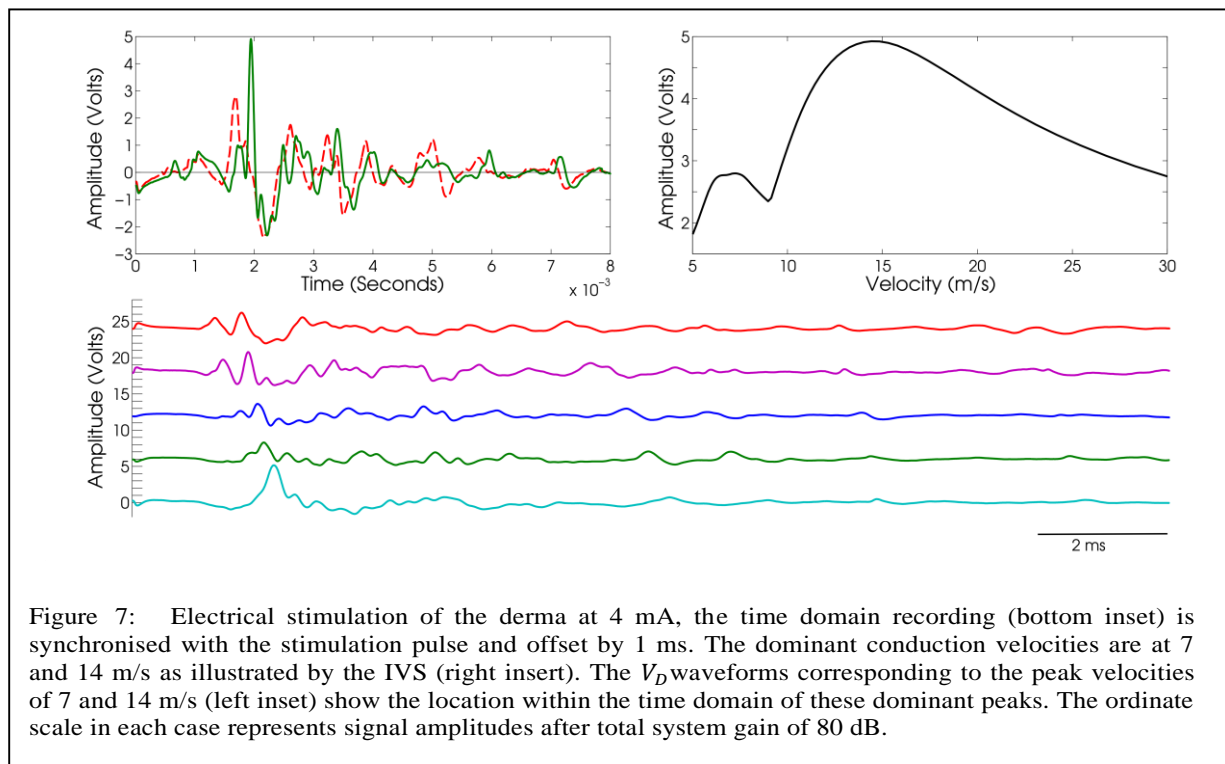 5
4
3
2
1
0
-1
-2
-3
Amplitude (Volts)
0 1 2 3 4 5 6 7 8
Time (Seconds)
x 10⁻³
5
4
3
2
Amplitude (Volts)
5 10 15 20 25 30
Velocity (m/s)
25
20
15
10
5
0
Amplitude (Volts)
2 ms
Figure 7: Electrical stimulation of the derma at 4 mA, the time domain recording (bottom inset) is
synchronised with the stimulation pulse and offset by 1 ms. The dominant conduction velocities are at 7
and 14 m/s as illustrated by the IVS (right insert). The V_D waveforms corresponding to the peak velocities
of 7 and 14 m/s (left inset) show the location within the time domain of these dominant peaks. The ordinate
scale in each case represents signal amplitudes after total system gain of 80 dB.